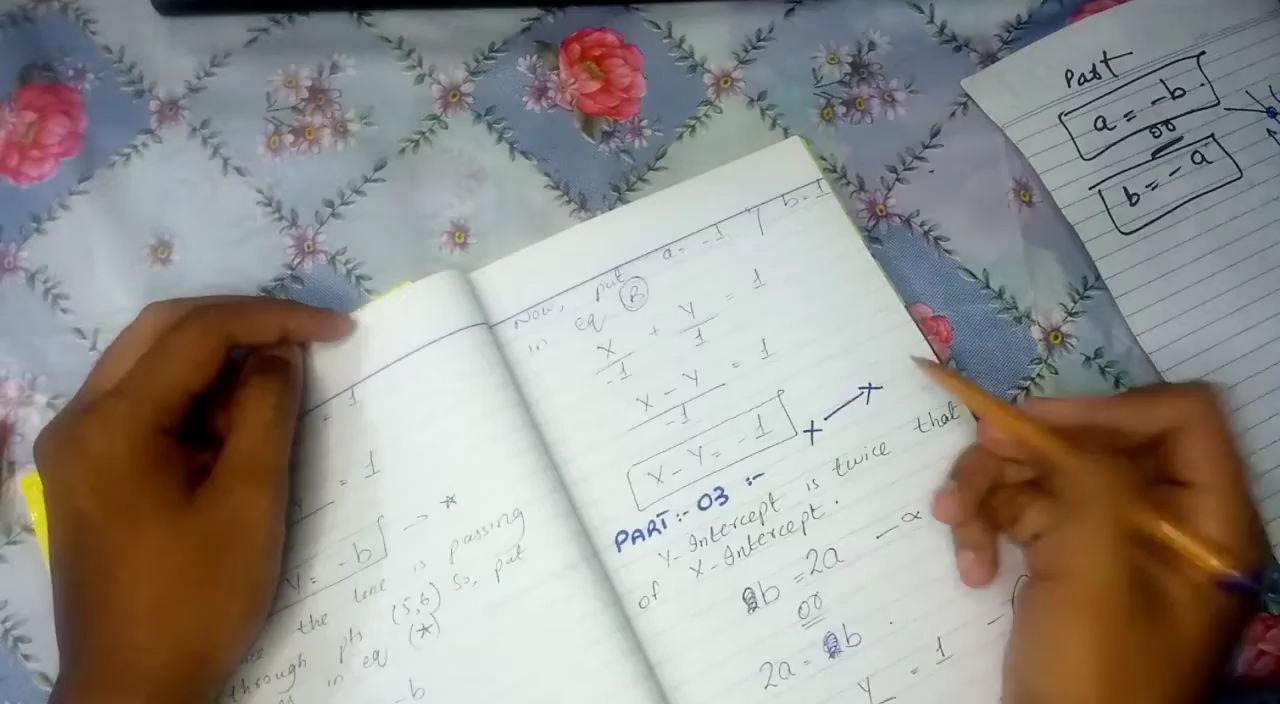 = 1
= 1
Y = -b → *
the line is passing
through pts (5,6) so, put
in eq (*)
-b
Now, put a = -1 / b = 1
in eq (B)
X/-1 + Y/1 = 1
X - Y/-1 = 1
X - Y = -1
PART:- 03 :-
Y-Intercept is twice that
of X-Intercept.
b = 2a — α
or
2a = b.
Y = 1
Past
a = -b.
or
b = -a